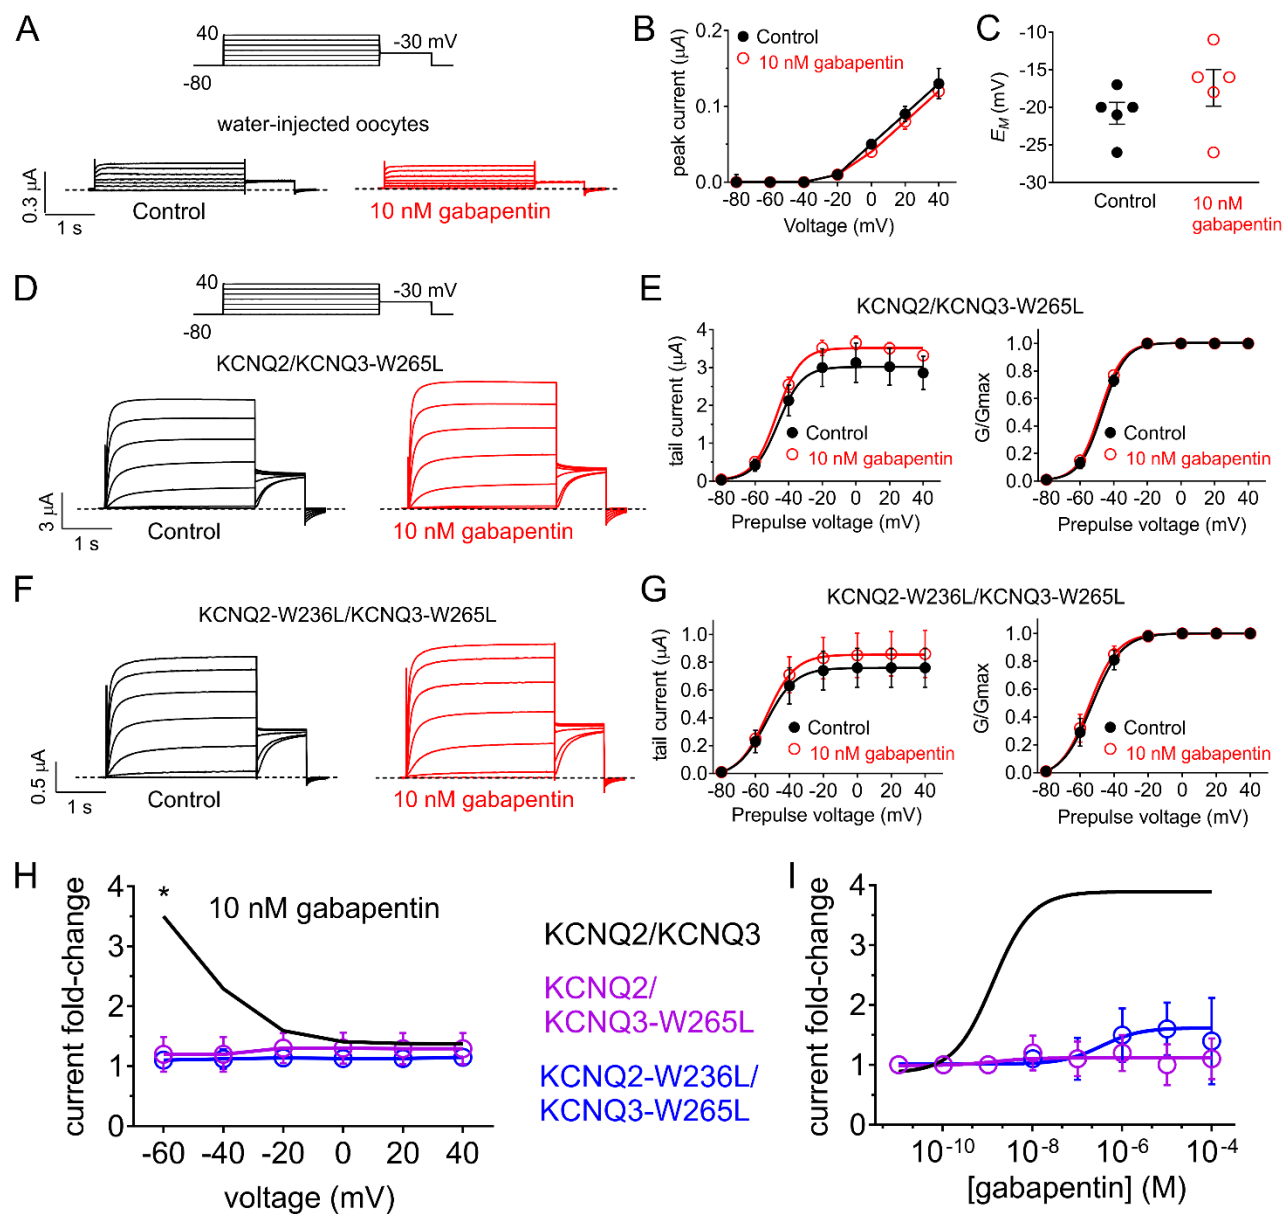 A
40
-30 mV
-80
water-injected oocytes
0.3 µA
1 s
Control
10 nM gabapentin
B
peak current (µA)
0.2
0.1
0.0
Control
10 nM gabapentin
-80 -60 -40 -20 0 20 40
Voltage (mV)
C
E_M (mV)
-10
-15
-20
-25
-30
Control
10 nM
gabapentin
D
40
-30 mV
-80
KCNQ2/KCNQ3-W265L
3 µA
1 s
Control
10 nM gabapentin
E
KCNQ2/KCNQ3-W265L
tail current (µA)
4
3
2
1
0
Control
10 nM gabapentin
-80 -60 -40 -20 0 20 40
Prepulse voltage (mV)
G/Gmax
1.0
0.8
0.6
0.4
0.2
0.0
Control
10 nM gabapentin
-80 -60 -40 -20 0 20 40
Prepulse voltage (mV)
F
KCNQ2-W236L/KCNQ3-W265L
0.5 µA
1 s
Control
10 nM gabapentin
G
KCNQ2-W236L/KCNQ3-W265L
tail current (µA)
1.0
0.8
0.6
0.4
0.2
0.0
Control
10 nM gabapentin
-80 -60 -40 -20 0 20 40
Prepulse voltage (mV)
G/Gmax
1.0
0.8
0.6
0.4
0.2
0.0
Control
10 nM gabapentin
-80 -60 -40 -20 0 20 40
Prepulse voltage (mV)
H
current fold-change
4
3
2
1
0
*
10 nM gabapentin
-60 -40 -20 0 20 40
voltage (mV)
KCNQ2/KCNQ3
KCNQ2/
KCNQ3-W265L
KCNQ2-W236L/
KCNQ3-W265L
I
current fold-change
4
3
2
1
0
10⁻¹⁰ 10⁻⁸ 10⁻⁶ 10⁻⁴
[gabapentin] (M)